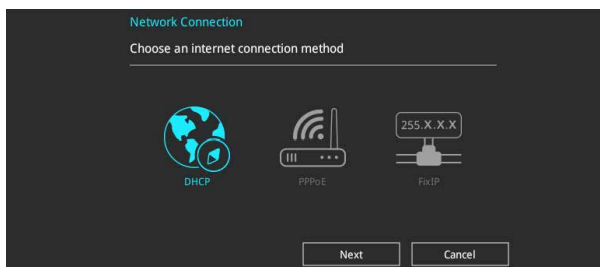 Network Connection
Choose an internet connection method
255.X.X.X
DHCP
PPPoE
FixIP
Next
Cancel